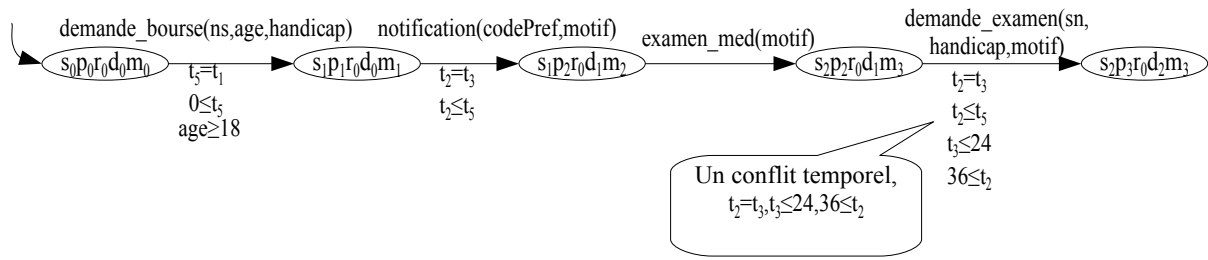 demande_bourse(ns,age,handicap)
notification(codePref,motif)
examen_med(motif)
demande_examen(sn,
handicap,motif)
s₀p₀r₀d₀m₀
s₁p₁r₀d₀m₁
s₁p₂r₀d₁m₂
s₂p₂r₀d₁m₃
s₂p₃r₀d₂m₃
t₅=t₁
0≤t₅
age≥18
t₂=t₃
t₂≤t₅
t₂=t₃
t₂≤t₅
t₃≤24
36≤t₂
Un conflit temporel,
t₂=t₃,t₃≤24,36≤t₂